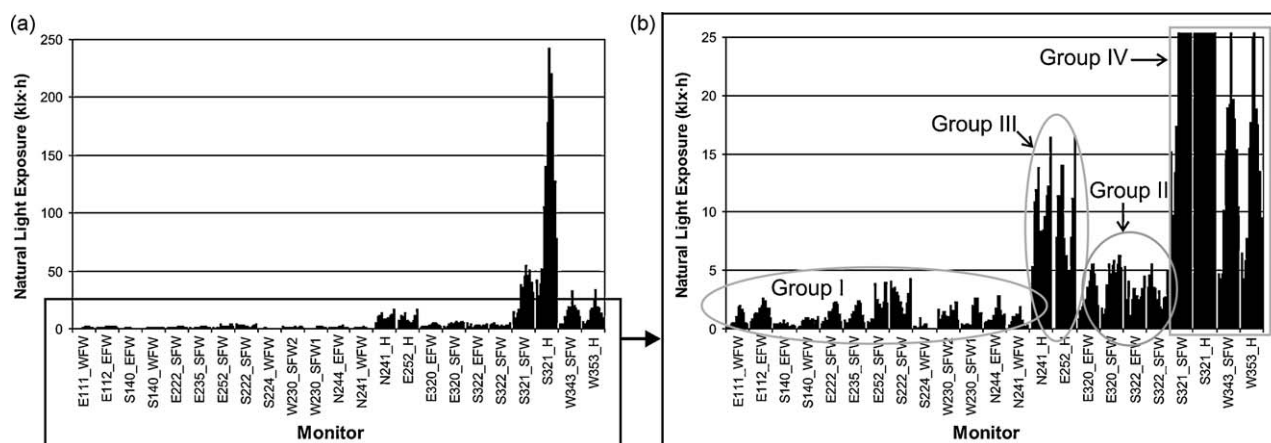 (a)
250
200
150
100
50
0
Natural Light Exposure (klx·h)
E111_WFW
E112_EFW
S140_EFW
S140_WFW
E222_SFW
E235_SFW
E252_SFW
S222_SFW
S224_WFW
W230_SFW2
W230_SFW1
N244_EFW
N241_WFW
N241_H
E252_H
E320_EFW
E320_SFW
S322_EFW
S322_SFW
S321_SFW
S321_H
W343_SFW
W353_H
Monitor
(b)
25
20
15
10
5
0
Natural Light Exposure (klx·h)
Group IV
Group III
Group II
Group I
E111_WFW
E112_EFW
S140_EFW
S140_WFW
E222_SFW
E235_SFW
E252_SFW
S222_SFW
S224_WFW
W230_SFW2
W230_SFW1
N244_EFW
N241_WFW
N241_H
E252_H
E320_EFW
E320_SFW
S322_EFW
S322_SFW
S321_SFW
S321_H
W343_SFW
W353_H
Monitor